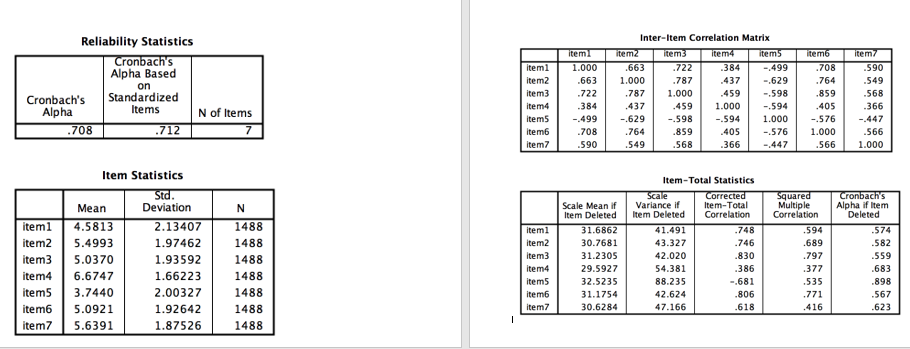 Reliability Statistics
Cronbach's Alpha Cronbach's Alpha Based on Standardized Items N of Items
.708 .712 7
Item Statistics
Mean Std. Deviation N
item1 4.5813 2.13407 1488
item2 5.4993 1.97462 1488
item3 5.0370 1.93592 1488
item4 6.6747 1.66223 1488
item5 3.7440 2.00327 1488
item6 5.0921 1.92642 1488
item7 5.6391 1.87526 1488
Inter-Item Correlation Matrix
item1 item2 item3 item4 item5 item6 item7
item1 1.000 .663 .722 .384 -.499 .708 .590
item2 .663 1.000 .787 .437 -.629 .764 .549
item3 .722 .787 1.000 .459 -.598 .859 .568
item4 .384 .437 .459 1.000 -.594 .405 .366
item5 -.499 -.629 -.598 -.594 1.000 -.576 -.447
item6 .708 .764 .859 .405 -.576 1.000 .566
item7 .590 .549 .568 .366 -.447 .566 1.000
Item-Total Statistics
Scale Mean if Item Deleted Scale Variance if Item Deleted Corrected Item-Total Correlation Squared Multiple Correlation Cronbach's Alpha if Item Deleted
item1 31.6862 41.491 .748 .594 .574
item2 30.7681 43.327 .746 .689 .582
item3 31.2305 42.020 .830 .797 .559
item4 29.5927 54.381 .386 .377 .683
item5 32.5235 88.235 -.681 .535 .898
item6 31.1754 42.624 .806 .771 .567
item7 30.6284 47.166 .618 .416 .623